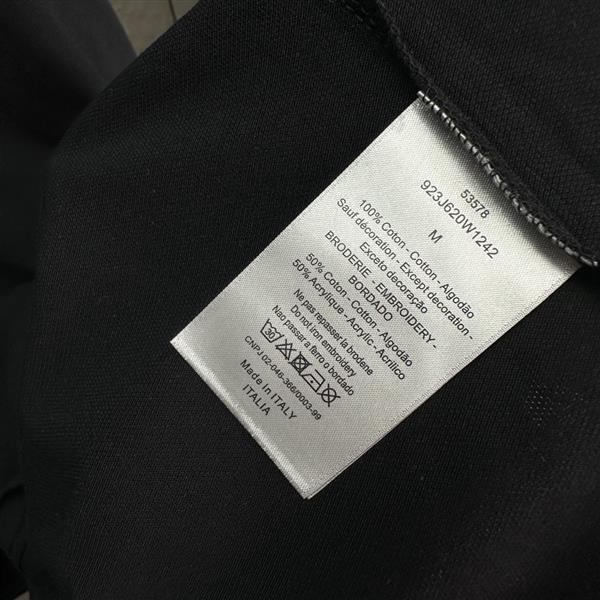 53578
923J620W1242
M
100% Coton - Cotton - Algodão
Sauf décoration - Except decoration -
Exceto decoração
BRODERIE - EMBROIDERY -
BORDADO
50% Coton - Cotton - Algodão
50% Acrylique - Acrylic - Acrilico
Ne pas repasser la broderie
Do not iron embroidery
Não passar a ferro o bordado
30
CNPJ 02-046-366/0003-99
Made in ITALY
ITALIA